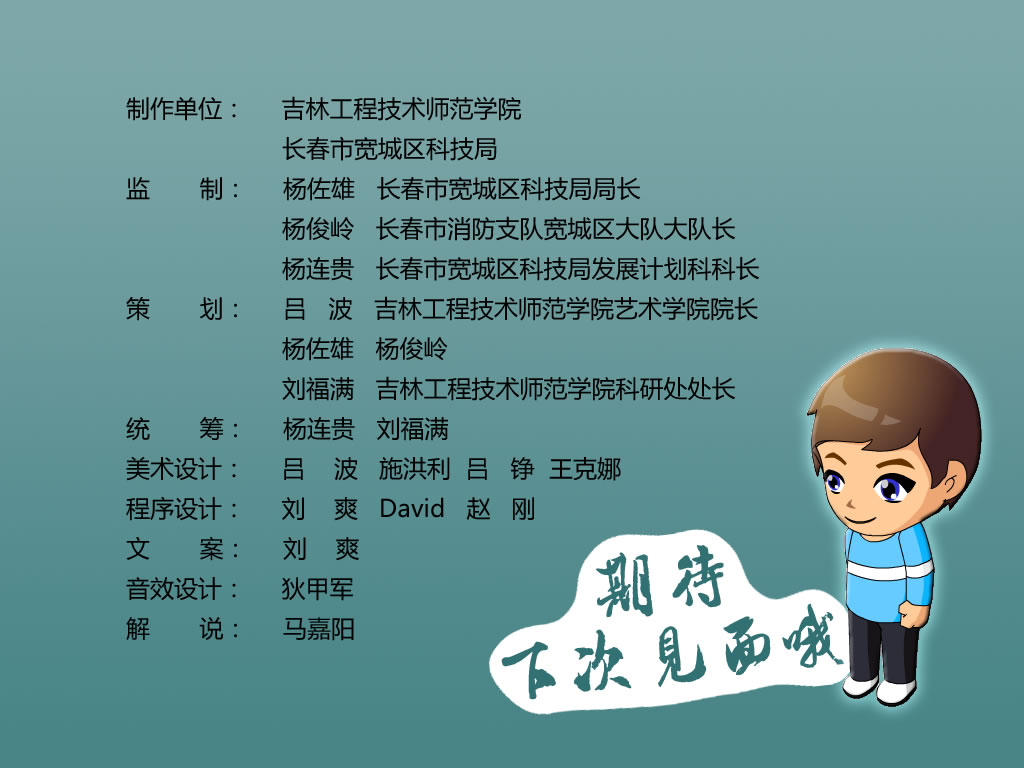 制作单位： 吉林工程技术师范学院
长春市宽城区科技局
监 制： 杨佐雄 长春市宽城区科技局局长
杨俊岭 长春市消防支队宽城区大队大队长
杨连贵 长春市宽城区科技局发展计划科科长
策 划： 吕 波 吉林工程技术师范学院艺术学院院长
杨佐雄 杨俊岭
刘福满 吉林工程技术师范学院科研处处长
统 筹： 杨连贵 刘福满
美术设计： 吕 波 施洪利 吕 铮 王克娜
程序设计： 刘 爽 David 赵 刚
文 案： 刘 爽
音效设计： 狄甲军
解 说： 马嘉阳
期待
下次見面哦